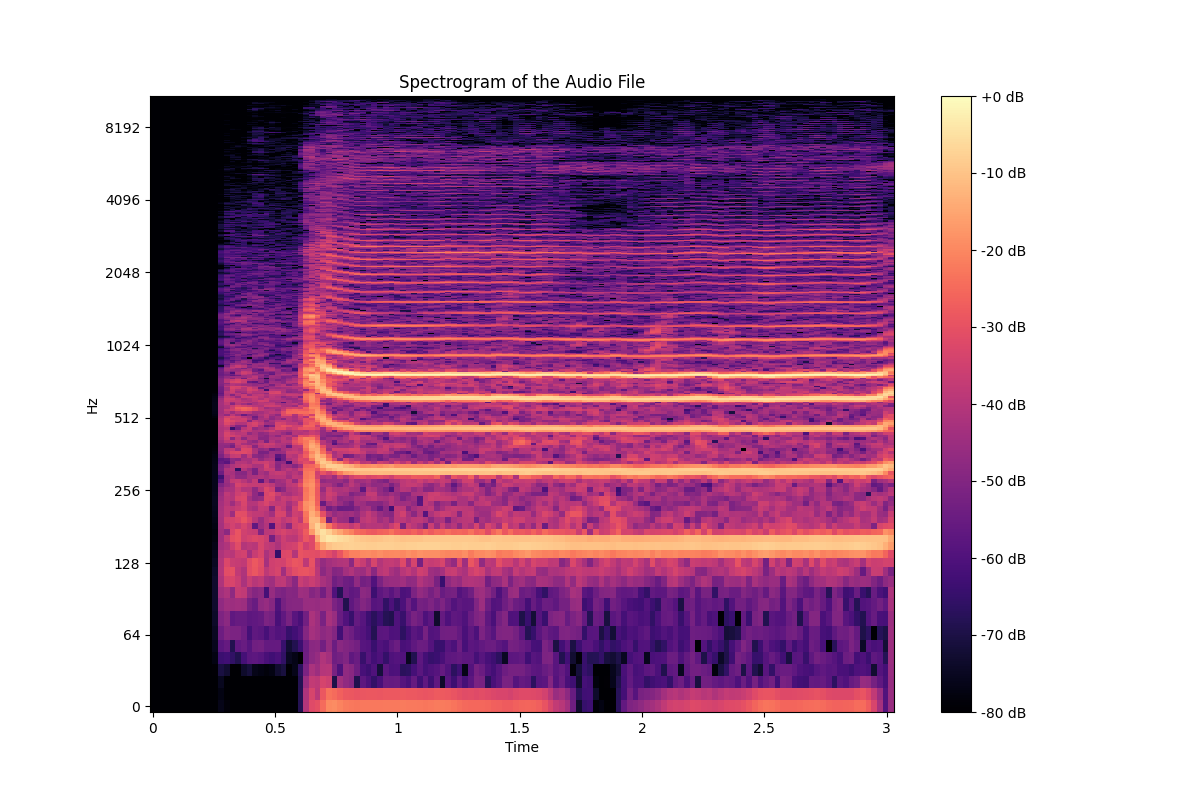 Spectrogram of the Audio File
8192
4096
2048
1024
512
256
128
64
0
Hz
0
0.5
1
1.5
2
2.5
3
Time
+0 dB
-10 dB
-20 dB
-30 dB
-40 dB
-50 dB
-60 dB
-70 dB
-80 dB